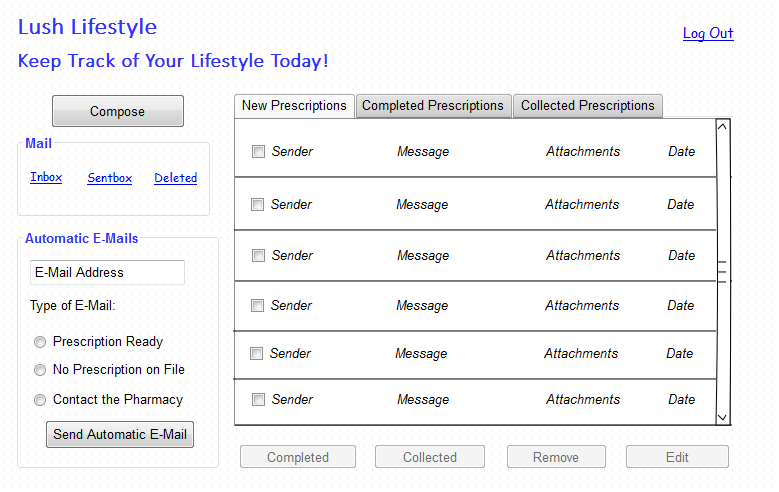 Lush Lifestyle
Log Out
Keep Track of Your Lifestyle Today!
Compose
Mail
Inbox Sentbox Deleted
Automatic E-Mails
E-Mail Address
Type of E-Mail:
Prescription Ready
No Prescription on File
Contact the Pharmacy
Send Automatic E-Mail
New Prescriptions Completed Prescriptions Collected Prescriptions
Sender Message Attachments Date
Sender Message Attachments Date
Sender Message Attachments Date
Sender Message Attachments Date
Sender Message Attachments Date
Sender Message Attachments Date
Completed Collected Remove Edit